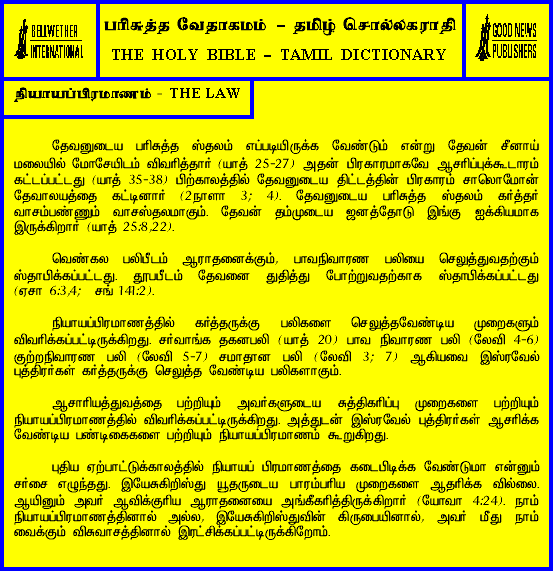 BELLWETHER
INTERNATIONAL
பரிசுத்த வேதாகமம் - தமிழ் சொல்லகராதி
THE HOLY BIBLE - TAMIL DICTIONARY
GOOD NEWS
PUBLISHERS
நியாயப்பிரமாணம் - THE LAW
தேவனுடைய பரிசுத்த ஸ்தலம் எப்படியிருக்க வேண்டும் என்று தேவன் சீனாய்
மலையில் மோசேயிடம் விவரித்தார் (யாத் 25-27) அதன் பிரகாரமாகவே ஆசரிப்புக்கூடாரம்
கட்டப்பட்டது (யாத் 35-38) பிற்காலத்தில் தேவனுடைய திட்டத்தின் பிரகாரம் சாலொமோன்
தேவாலயத்தை கட்டினார் (2நாளா 3; 4). தேவனுடைய பரிசுத்த ஸ்தலம் கர்த்தர்
வாசம்பண்ணும் வாசஸ்தலமாகும். தேவன் தம்முடைய ஜனத்தோடு இங்கு ஐக்கியமாக
இருக்கிறார் (யாத் 25:8,22).
வெண்கல பலிபீடம் ஆராதனைக்கும், பாவநிவாரண பலியை செலுத்துவதற்கும்
ஸ்தாபிக்கப்பட்டது. தூபபீடம் தேவனை துதித்து போற்றுவதற்காக ஸ்தாபிக்கப்பட்டது
(ஏசா 6:3,4; சங் 141:2).
நியாயப்பிரமாணத்தில் கர்த்தருக்கு பலிகளை செலுத்தவேண்டிய முறைகளும்
விவரிக்கப்பட்டிருக்கிறது. சர்வாங்க தகனபலி (யாத் 20) பாவ நிவாரண பலி (லேவி 4-6)
குற்றநிவாரண பலி (லேவி 5-7) சமாதான பலி (லேவி 3; 7) ஆகியவை இஸ்ரவேல்
புத்திரர்கள் கர்த்தருக்கு செலுத்த வேண்டிய பலிகளாகும்.
ஆசாரியத்துவத்தை பற்றியும் அவர்களுடைய சுத்திகரிப்பு முறைகளை பற்றியும்
நியாயப்பிரமாணத்தில் விவரிக்கப்பட்டிருக்கிறது. அத்துடன் இஸ்ரவேல் புத்திரர்கள் ஆசரிக்க
வேண்டிய பண்டிகைகளை பற்றியும் நியாயப்பிரமாணம் கூறுகிறது.
புதிய ஏற்பாட்டுக்காலத்தில் நியாயப் பிரமாணத்தை கடைபிடிக்க வேண்டுமா என்னும்
சர்சை எழுந்தது. இயேசுகிறிஸ்து யூதருடைய பாரம்பரிய முறைகளை ஆதரிக்க வில்லை.
ஆயினும் அவர் ஆவிக்குரிய ஆராதனையை அங்கீகரித்திருக்கிறார் (யோவா 4:24). நாம்
நியாயப்பிரமாணத்தினால் அல்ல, இயேசுகிறிஸ்துவின் கிருபையினால், அவர் மீது நாம்
வைக்கும் விசுவாசத்தினால் இரட்சிக்கப்பட்டிருக்கிறோம்.